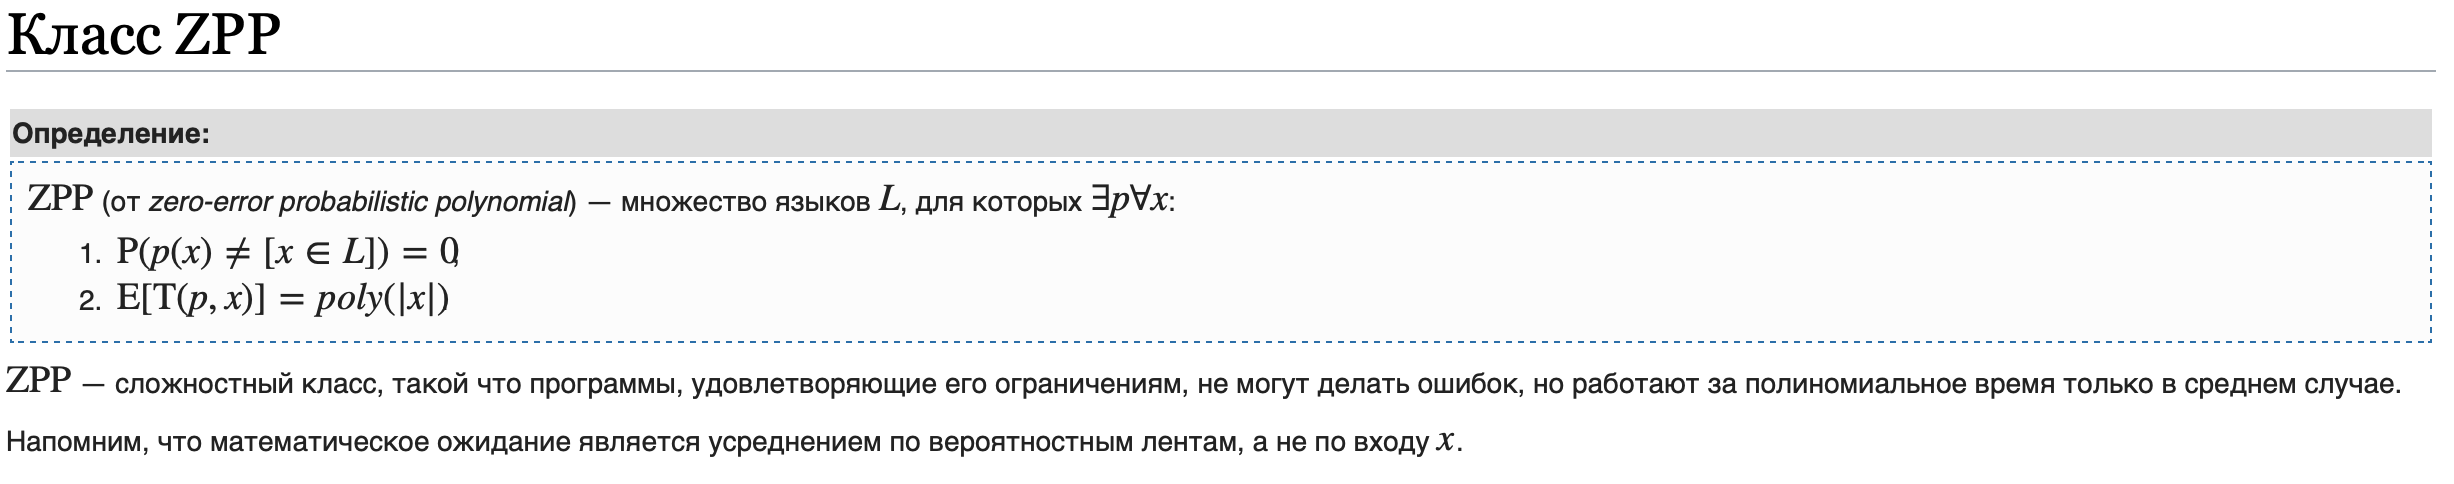 Класс ZPP
Определение:
ZPP (от zero-error probabilistic polynomial) — множество языков L, для которых ∃p∀x:
1. P(p(x) ≠ [x ∈ L]) = 0,
2. E[T(p, x)] = poly(|x|)
ZPP — сложностный класс, такой что программы, удовлетворяющие его ограничениям, не могут делать ошибок, но работают за полиномиальное время только в среднем случае.
Напомним, что математическое ожидание является усреднением по вероятностным лентам, а не по входу x.